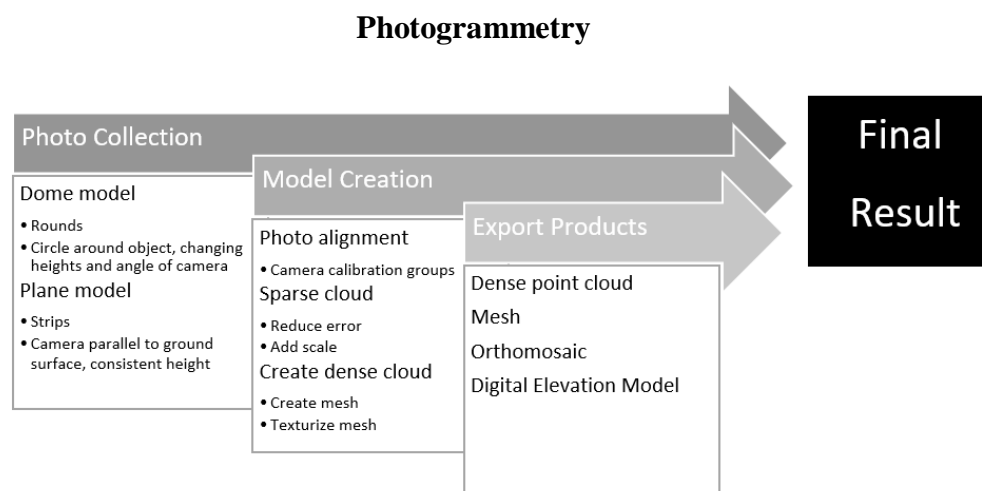 Photogrammetry
Photo Collection
Dome model
• Rounds
• Circle around object, changing
heights and angle of camera
Plane model
• Strips
• Camera parallel to ground
surface, consistent height
Model Creation
Photo alignment
• Camera calibration groups
Sparse cloud
• Reduce error
• Add scale
Create dense cloud
• Create mesh
• Texturize mesh
Export Products
Dense point cloud
Mesh
Orthomosaic
Digital Elevation Model
Final
Result